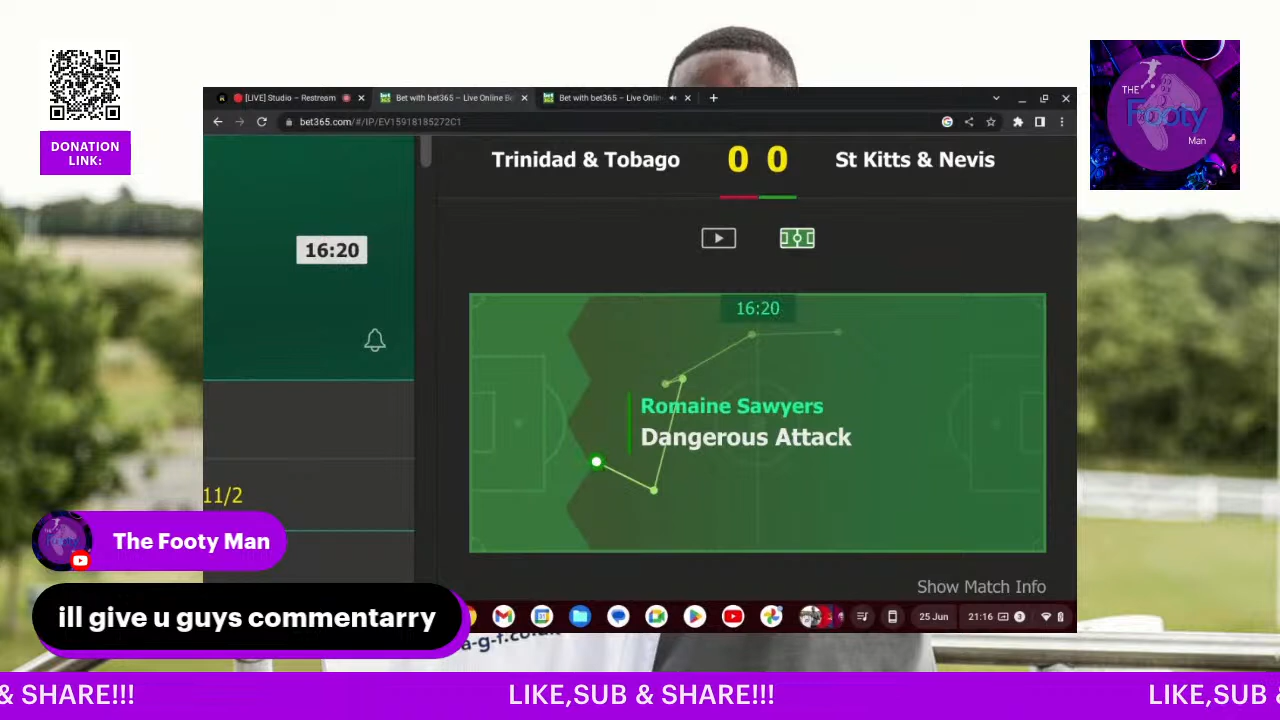 DONATION
LINK:
[LIVE] Studio – Restream
Bet with bet365 – Live Online Be
Bet with bet365 – Live Onlin
bet365.com/#/IP/EV15918185272C1
THE
Footy
Man
Trinidad & Tobago
0 0
St Kitts & Nevis
16:20
16:20
Romaine Sawyers
Dangerous Attack
11/2
The Footy Man
Show Match Info
ill give u guys commentarry
25 Jun
21:16
3
& SHARE!!!
LIKE,SUB & SHARE!!!
LIKE,SUB &